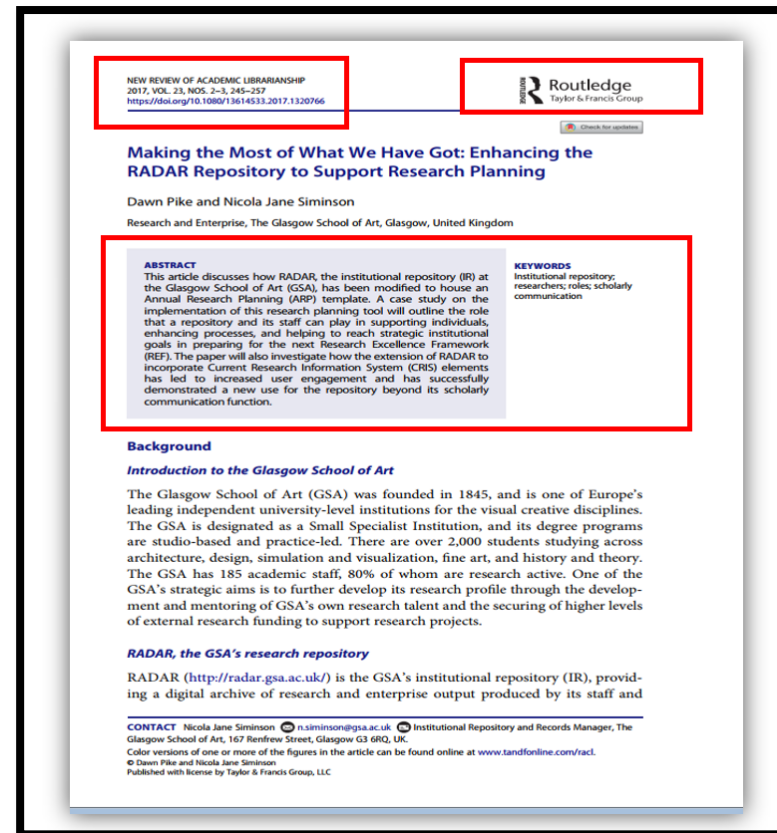 NEW REVIEW OF ACADEMIC LIBRARIANSHIP
2017, VOL. 23, NOS. 2–3, 245–257
https://doi.org/10.1080/13614533.2017.1320766
ROUTLEDGE
Routledge
Taylor & Francis Group
Check for updates
Making the Most of What We Have Got: Enhancing the
RADAR Repository to Support Research Planning
Dawn Pike and Nicola Jane Siminson
Research and Enterprise, The Glasgow School of Art, Glasgow, United Kingdom
ABSTRACT
This article discusses how RADAR, the institutional repository (IR) at
the Glasgow School of Art (GSA), has been modified to house an
Annual Research Planning (ARP) template. A case study on the
implementation of this research planning tool will outline the role
that a repository and its staff can play in supporting individuals,
enhancing processes, and helping to reach strategic institutional
goals in preparing for the next Research Excellence Framework
(REF). The paper will also investigate how the extension of RADAR to
incorporate Current Research Information System (CRIS) elements
has led to increased user engagement and has successfully
demonstrated a new use for the repository beyond its scholarly
communication function.
KEYWORDS
Institutional repository;
researchers; roles; scholarly
communication
Background
Introduction to the Glasgow School of Art
The Glasgow School of Art (GSA) was founded in 1845, and is one of Europe's
leading independent university-level institutions for the visual creative disciplines.
The GSA is designated as a Small Specialist Institution, and its degree programs
are studio-based and practice-led. There are over 2,000 students studying across
architecture, design, simulation and visualization, fine art, and history and theory.
The GSA has 185 academic staff, 80% of whom are research active. One of the
GSA's strategic aims is to further develop its research profile through the develop-
ment and mentoring of GSA's own research talent and the securing of higher levels
of external research funding to support research projects.
RADAR, the GSA's research repository
RADAR (http://radar.gsa.ac.uk/) is the GSA's institutional repository (IR), provid-
ing a digital archive of research and enterprise output produced by its staff and
CONTACT Nicola Jane Siminson n.siminson@gsa.ac.uk Institutional Repository and Records Manager, The
Glasgow School of Art, 167 Renfrew Street, Glasgow G3 6RQ, UK.
Color versions of one or more of the figures in the article can be found online at www.tandfonline.com/racl.
© Dawn Pike and Nicola Jane Siminson
Published with license by Taylor & Francis Group, LLC